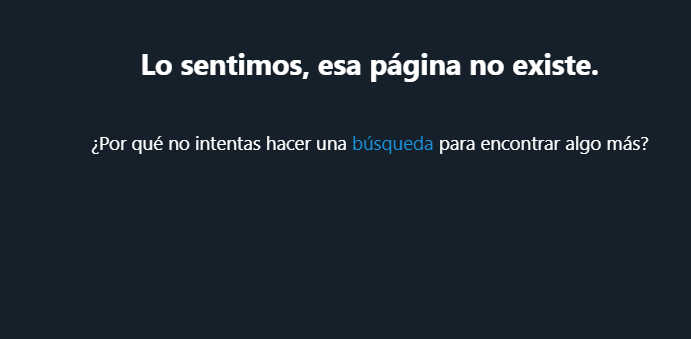 Lo sentimos, esa página no existe.
¿Por qué no intentas hacer una búsqueda para encontrar algo más?